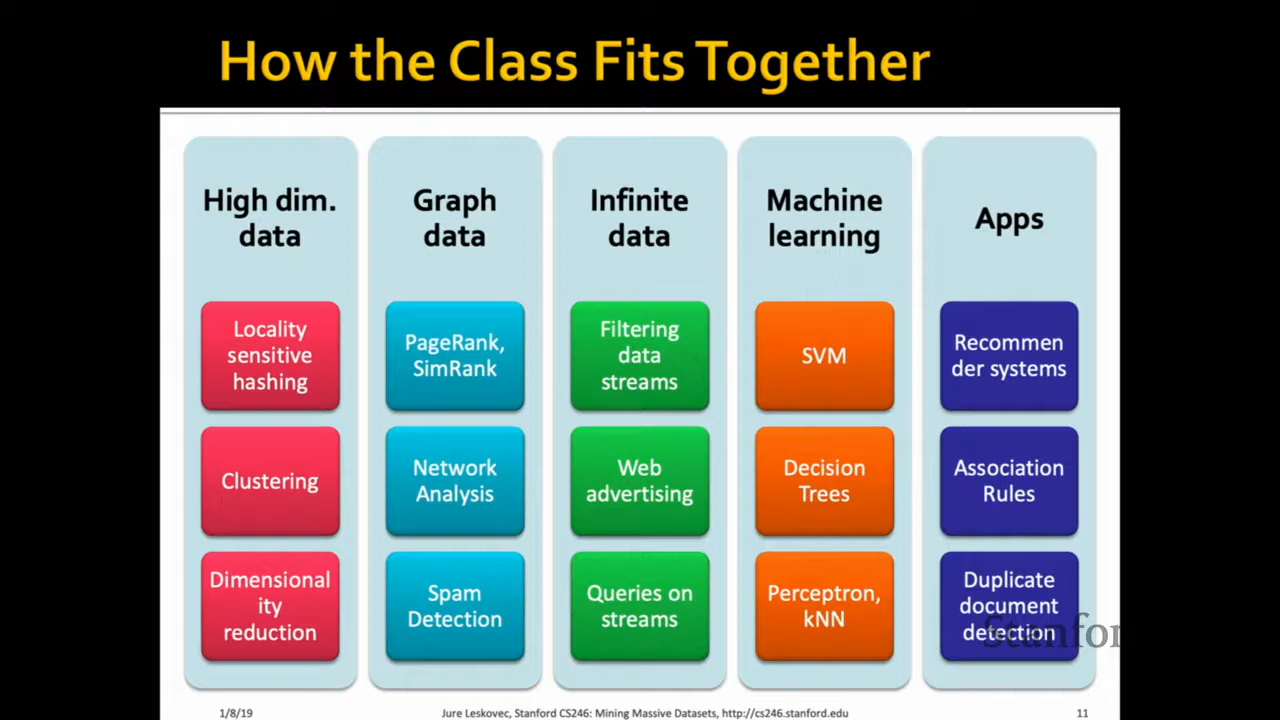 How the Class Fits Together
High dim.
data
Locality
sensitive
hashing
Clustering
Dimensional
ity
reduction
Graph
data
PageRank,
SimRank
Network
Analysis
Spam
Detection
Infinite
data
Filtering
data
streams
Web
advertising
Queries on
streams
Machine
learning
SVM
Decision
Trees
Perceptron,
kNN
Apps
Recommen
der systems
Association
Rules
Duplicate
document
detection
Stanfor
1/8/19
Jure Leskovec, Stanford CS246: Mining Massive Datasets, http://cs246.stanford.edu
11